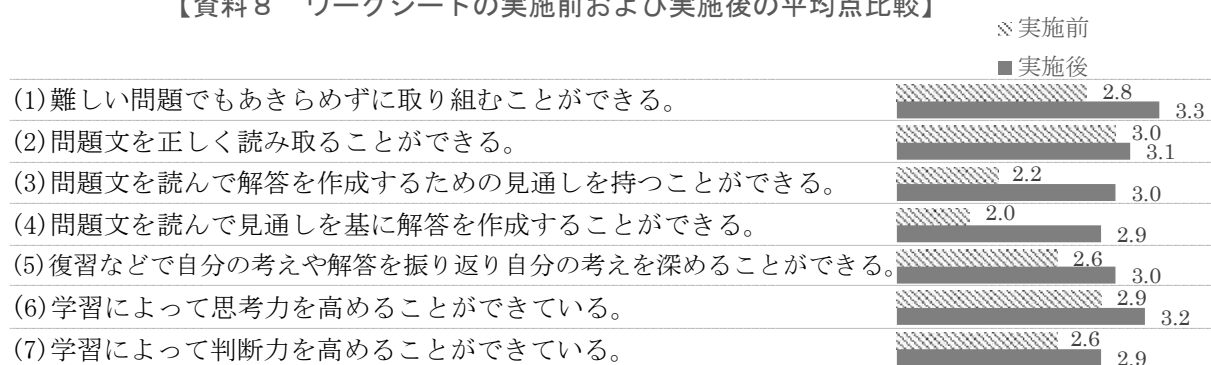 【資料８　ワークシートの実施前および実施後の平均点比較】
実施前
実施後
(1)難しい問題でもあきらめずに取り組むことができる。 2.8 3.3
(2)問題文を正しく読み取ることができる。 3.0 3.1
(3)問題文を読んで解答を作成するための見通しを持つことができる。 2.2 3.0
(4)問題文を読んで見通しを基に解答を作成することができる。 2.0 2.9
(5)復習などで自分の考えや解答を振り返り自分の考えを深めることができる。 2.6 3.0
(6)学習によって思考力を高めることができている。 2.9 3.2
(7)学習によって判断力を高めることができている。 2.6 2.9